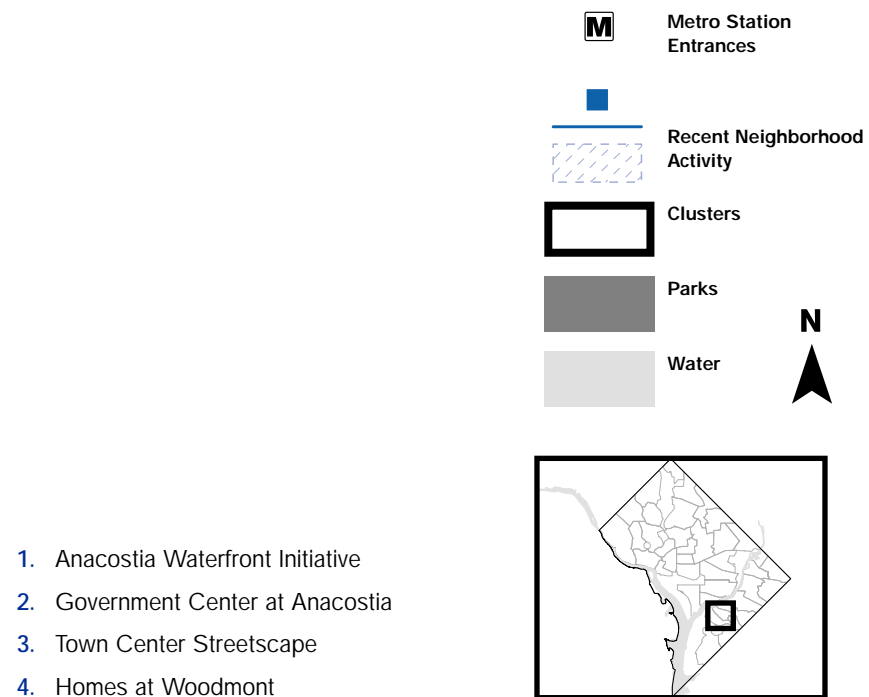 M
Metro Station
Entrances
Recent Neighborhood
Activity
Clusters
Parks
N
Water
1. Anacostia Waterfront Initiative
2. Government Center at Anacostia
3. Town Center Streetscape
4. Homes at Woodmont